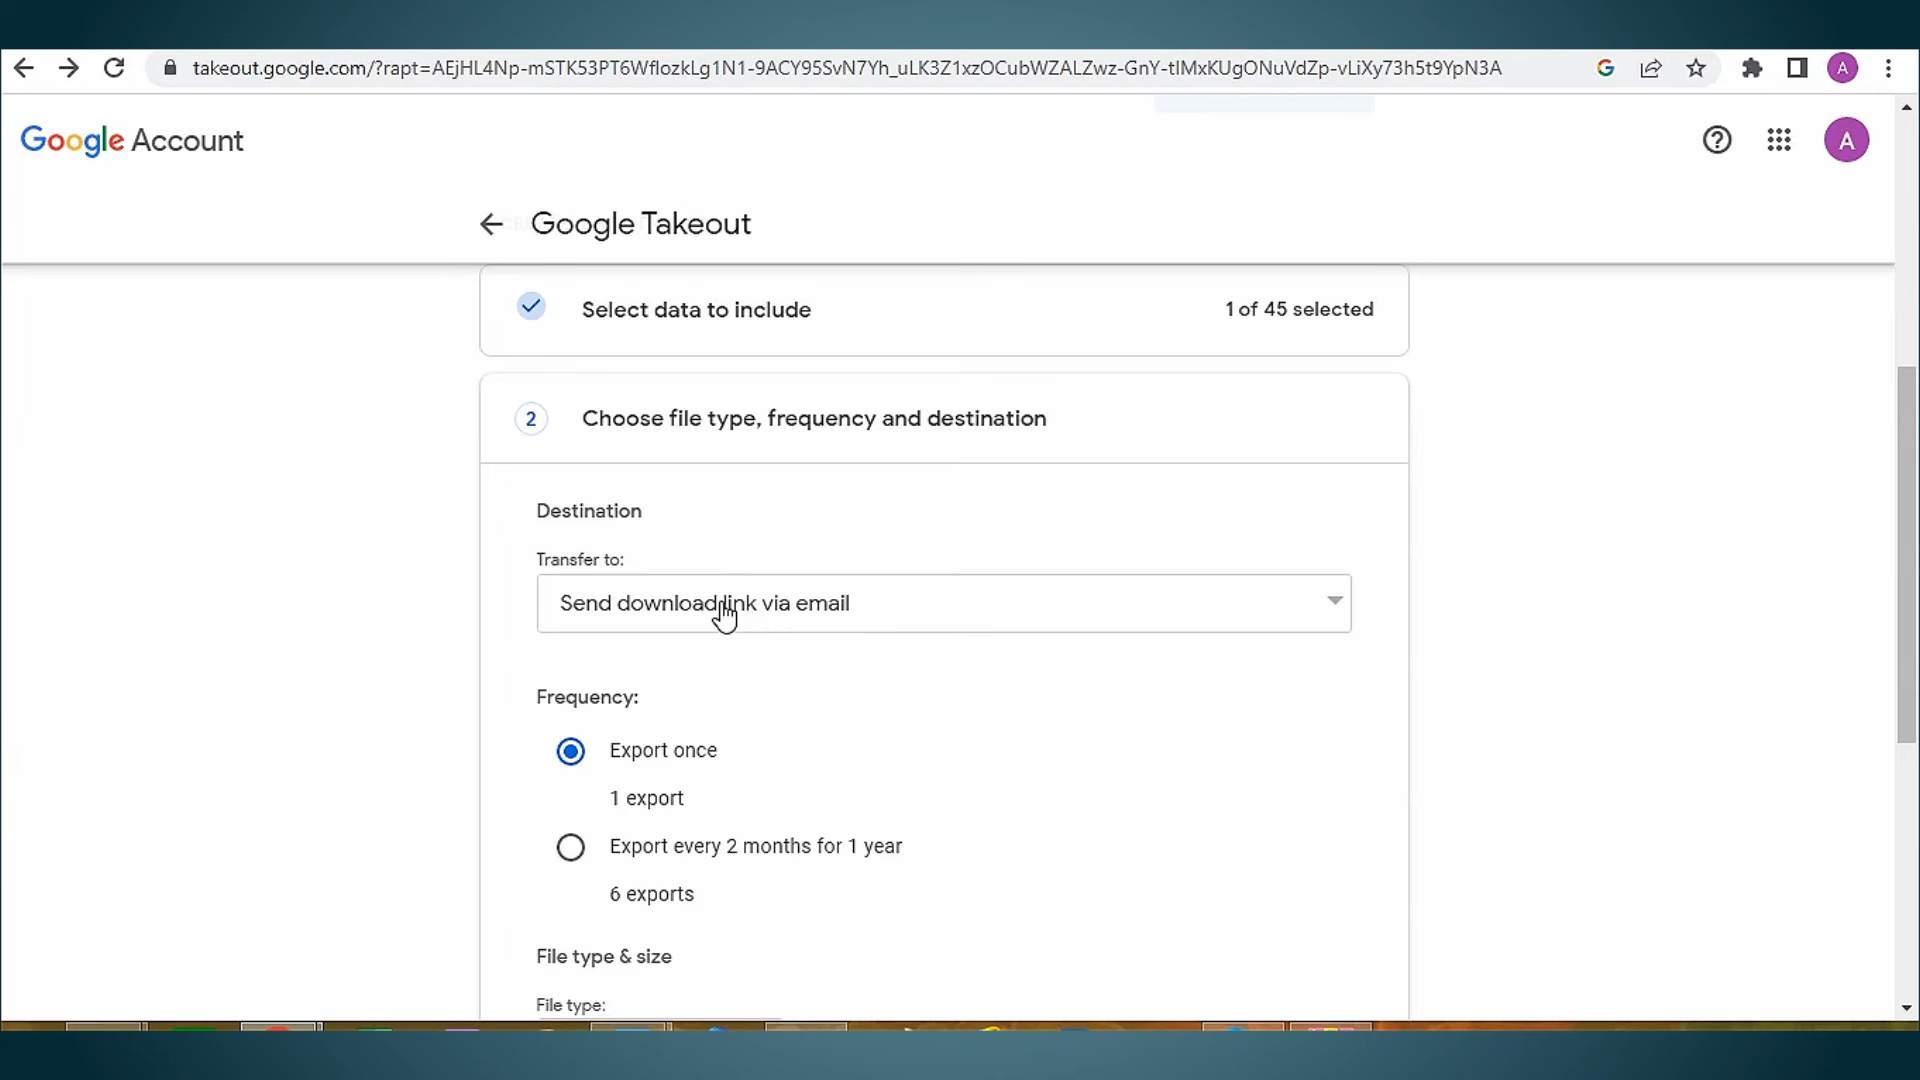 takeout.google.com/?rapt=AEjHL4Np-mSTK53PT6WflozkLg1N1-9ACY95SvN7Yh_uLK3Z1xzOCubWZALZwz-GnY-tIMxKUgONuVdZp-vLiXy73h5t9YpN3A
G
A
Google Account
A
Google Takeout
Select data to include
1 of 45 selected
2
Choose file type, frequency and destination
Destination
Transfer to:
Send download link via email
Frequency:
Export once
1 export
Export every 2 months for 1 year
6 exports
File type & size
File type: